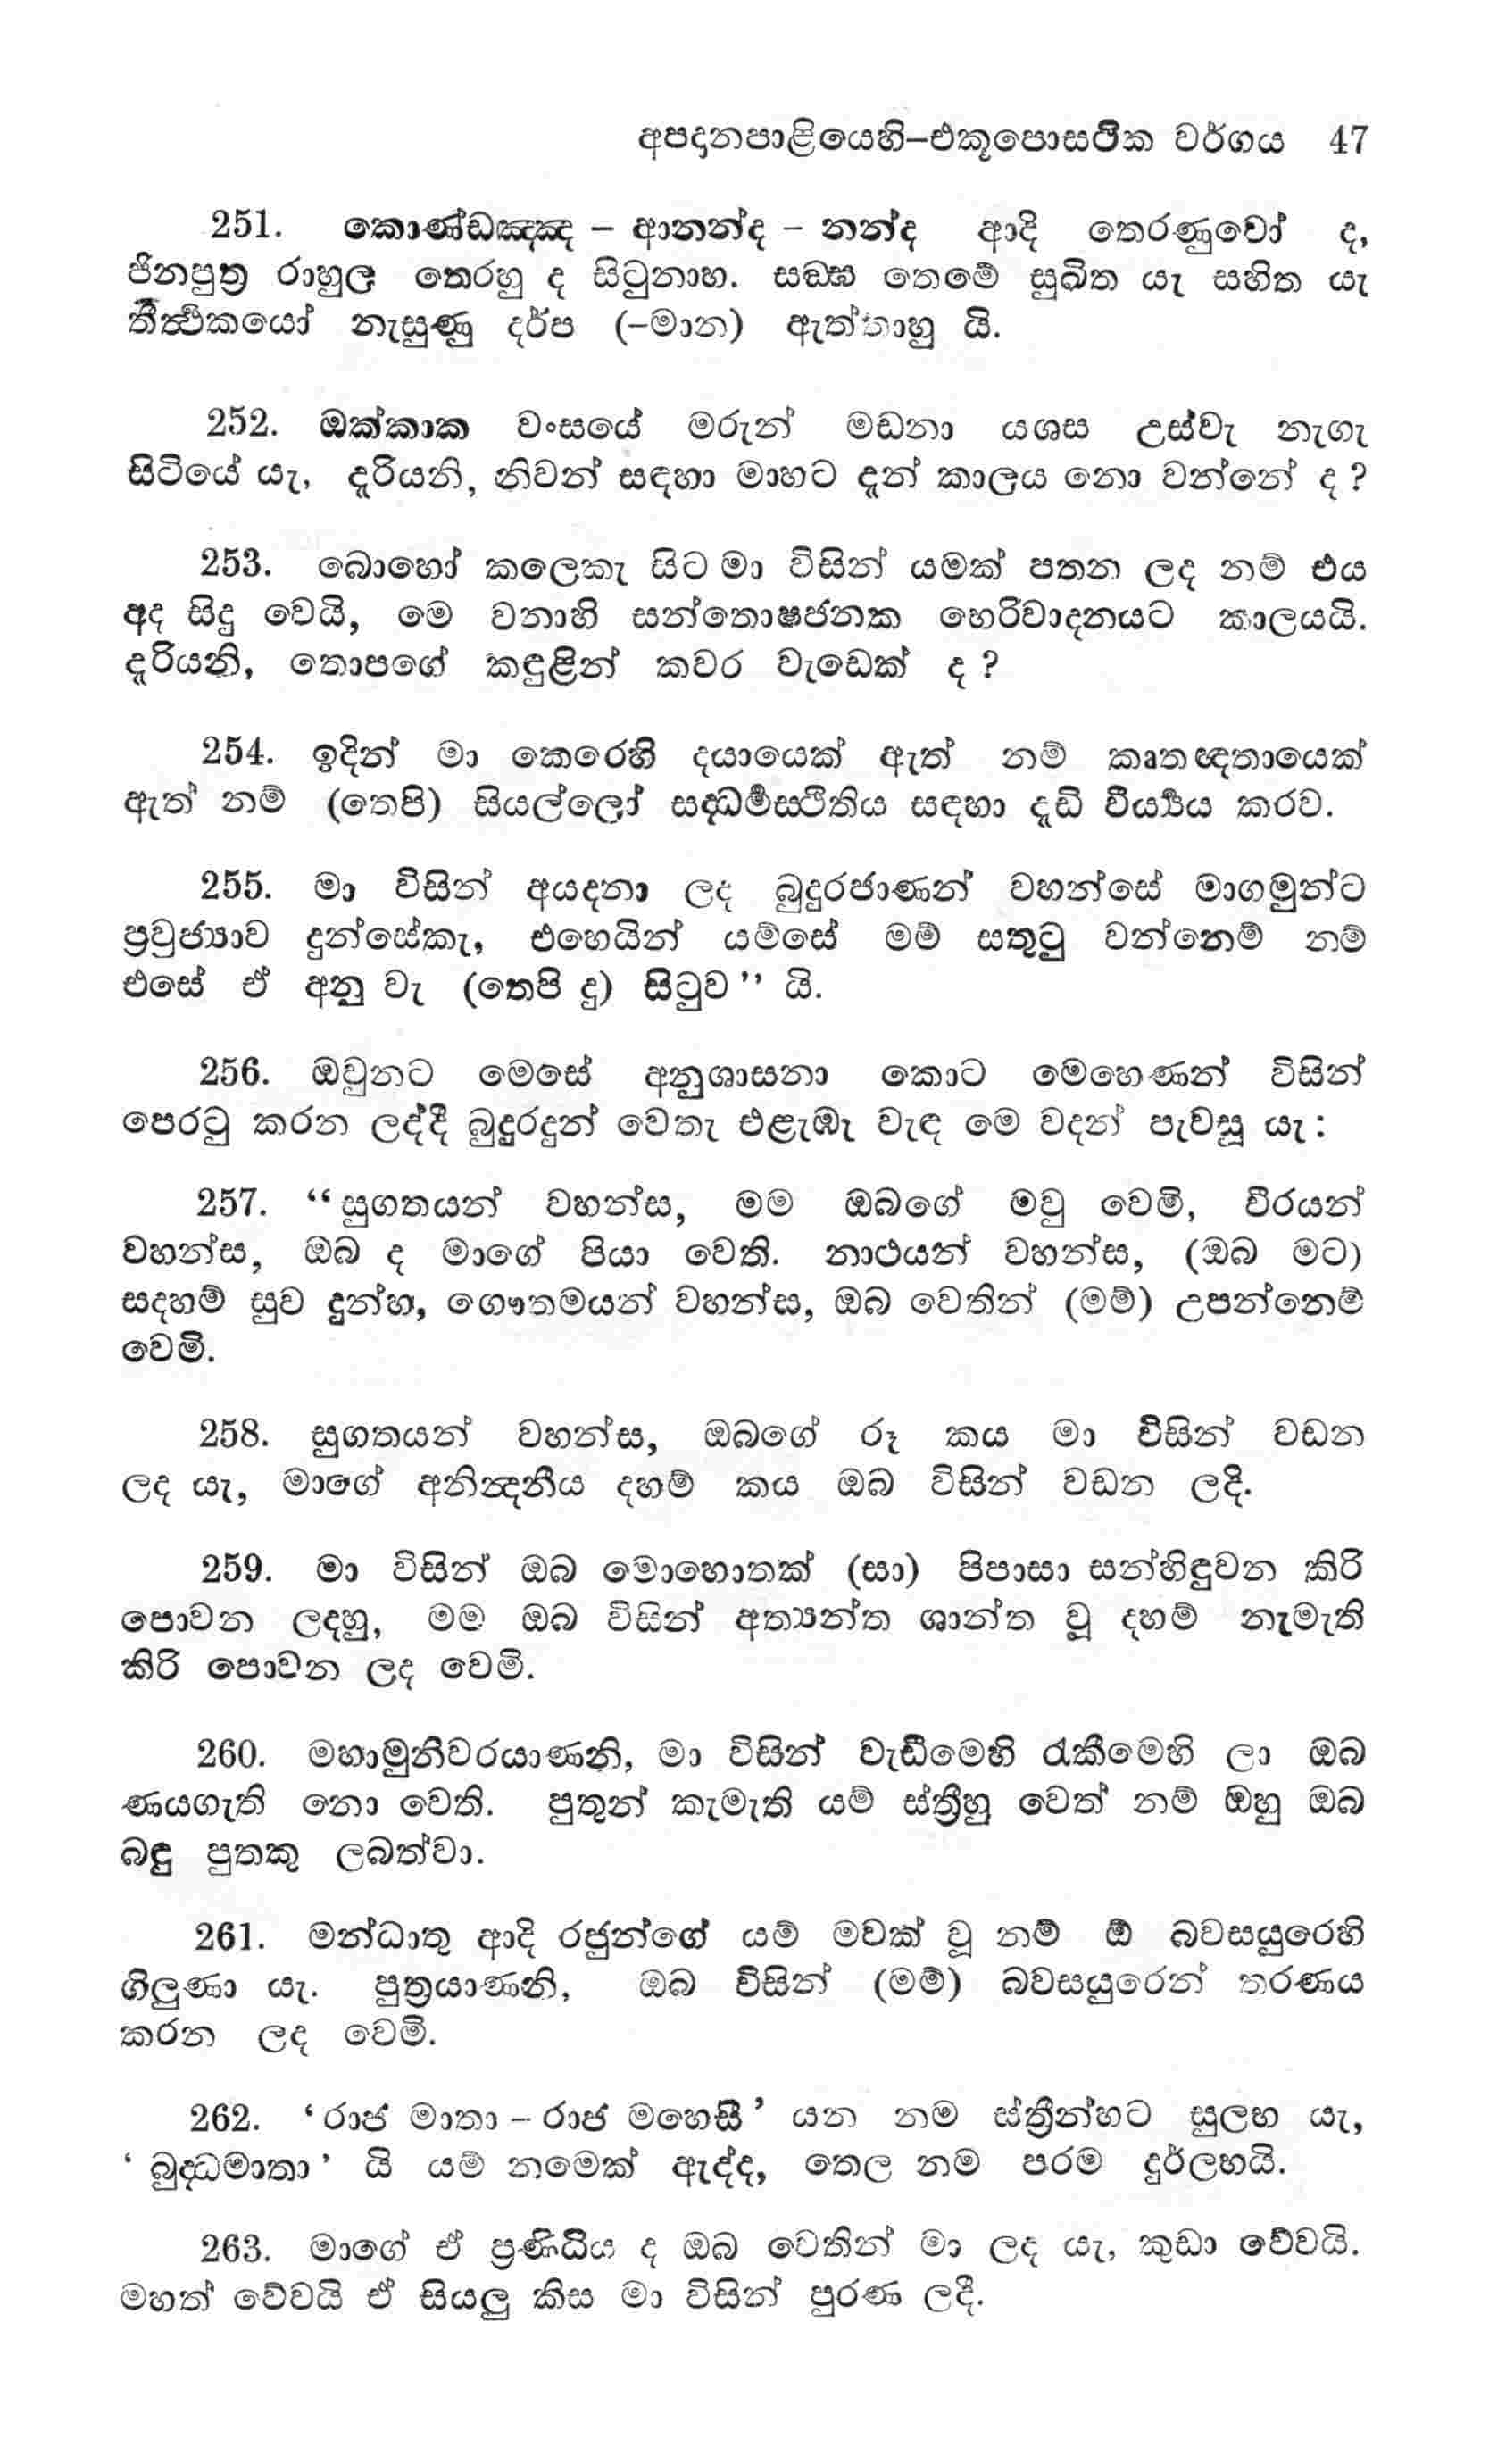 අපදානපාළියෙහි–එකූපොසථික වර්ගය 47
251. කොණ්ඩඤ්ඤ – ආනන්ද – නන්ද ආදි තෙරණුවෝ ද,
ජිනපුත්‍ර රාහුල තෙරහු ද සිටුනාහ. සඞ්ඝ තෙමේ සුඛිත යැ සහිත යැ
තීර්‍ත්‍ථකයෝ නැසුණු දර්ප (–මාන) ඇත්තාහු යි.
252. ඔක්කාක වංසයේ මරුන් මඩනා යශස උස්වැ නැගැ
සිටියේ යැ, දූරියනි, නිවන් සඳහා මාහට දැන් කාලය නො වන්නේ ද ?
253. බොහෝ කලෙකැ සිට මා විසින් යමක් පතන ලද නම් එය
අද සිදු වෙයි, මෙ වනාහි සන්තොෂජනක හෙරිවාදනයට කාලයයි.
දූරියනි, තොපගේ කඳුළින් කවර වැඩෙක් ද ?
254. ඉදින් මා කෙරෙහි දයායෙක් ඇත් නම් කෘතඥතායෙක්
ඇත් නම් (තෙපි) සියල්ලෝ සද්ධර්‍මස්ථිතිය සඳහා දැඩි වීර්‍ය්‍යය කරව.
255. මා විසින් අයදනා ලද බුදුරජාණන් වහන්සේ මාගමුන්ට
ප්‍රවුජ්‍යාව දුන්සේකැ, එහෙයින් යම්සේ මම් සතුටු වන්නෙම් නම්
එසේ ඒ අනු වැ (තෙපි දු) සිටුව’’ යි.
256. ඔවුනට මෙසේ අනුශාසනා කොට මෙහෙණන් විසින්
පෙරටු කරන ලද්දී බුදුරදුන් වෙතැ එළැඹැ වැඳ මෙ වදන් පැවසූ යැ :
257. ‘‘සුගතයන් වහන්ස, මම ඔබගේ මවු වෙමි, වීරයන්
වහන්ස, ඔබ ද මාගේ පියා වෙති. නාථයන් වහන්ස, (ඔබ මට)
සදහම් සුව දුන්හ, ගෞතමයන් වහන්ස, ඔබ වෙතින් (මම්) උපන්නෙම්
වෙමි.
258. සුගතයන් වහන්ස, ඔබගේ රූ කය මා විසින් වඩන
ලද යැ, මාගේ අනින්‍දනීය දහම් කය ඔබ විසින් වඩන ලදි.
259. මා විසින් ඔබ මොහොතක් (සා) පිපාසා සන්හිඳුවන කිරි
පොවන ලදහු, මම ඔබ විසින් අත්‍යන්ත ශාන්ත වූ දහම් නැමැති
කිරි පොවන ලද වෙමි.
260. මහාමුනිවරයාණනි, මා විසින් වැඩීමෙහි රැකීමෙහි ලා ඔබ
ණයගැති නො වෙති. පුතුන් කැමැති යම් ස්ත්‍රීහු වෙත් නම් ඔහු ඔබ
බඳු පුතකු ලබත්වා.
261. මන්ධාතු ආදි රජුන්ගේ යම් මවක් වූ නම් ඕ බවසයුරෙහි
ගිලුණා යැ. පුත්‍රයාණනි, ඔබ විසින් (මම්) බවසයුරෙන් තරණය
කරන ලද වෙමි.
262. ‘රාජ මාතා – රාජ මහෙසී’ යන නම ස්ත්‍රීන්හට සුලභ යැ,
‘ බුද්ධමාතා ’ යි යම් නමෙක් ඇද්ද, තෙල නම පරම දුර්ලභයි.
263. මාගේ ඒ ප්‍රණිධිය ද ඔබ වෙතින් මා ලද යැ, කුඩා වේවයි.
මහත් වේවයි ඒ සියලු කිස මා විසින් පුරණ ලදී.